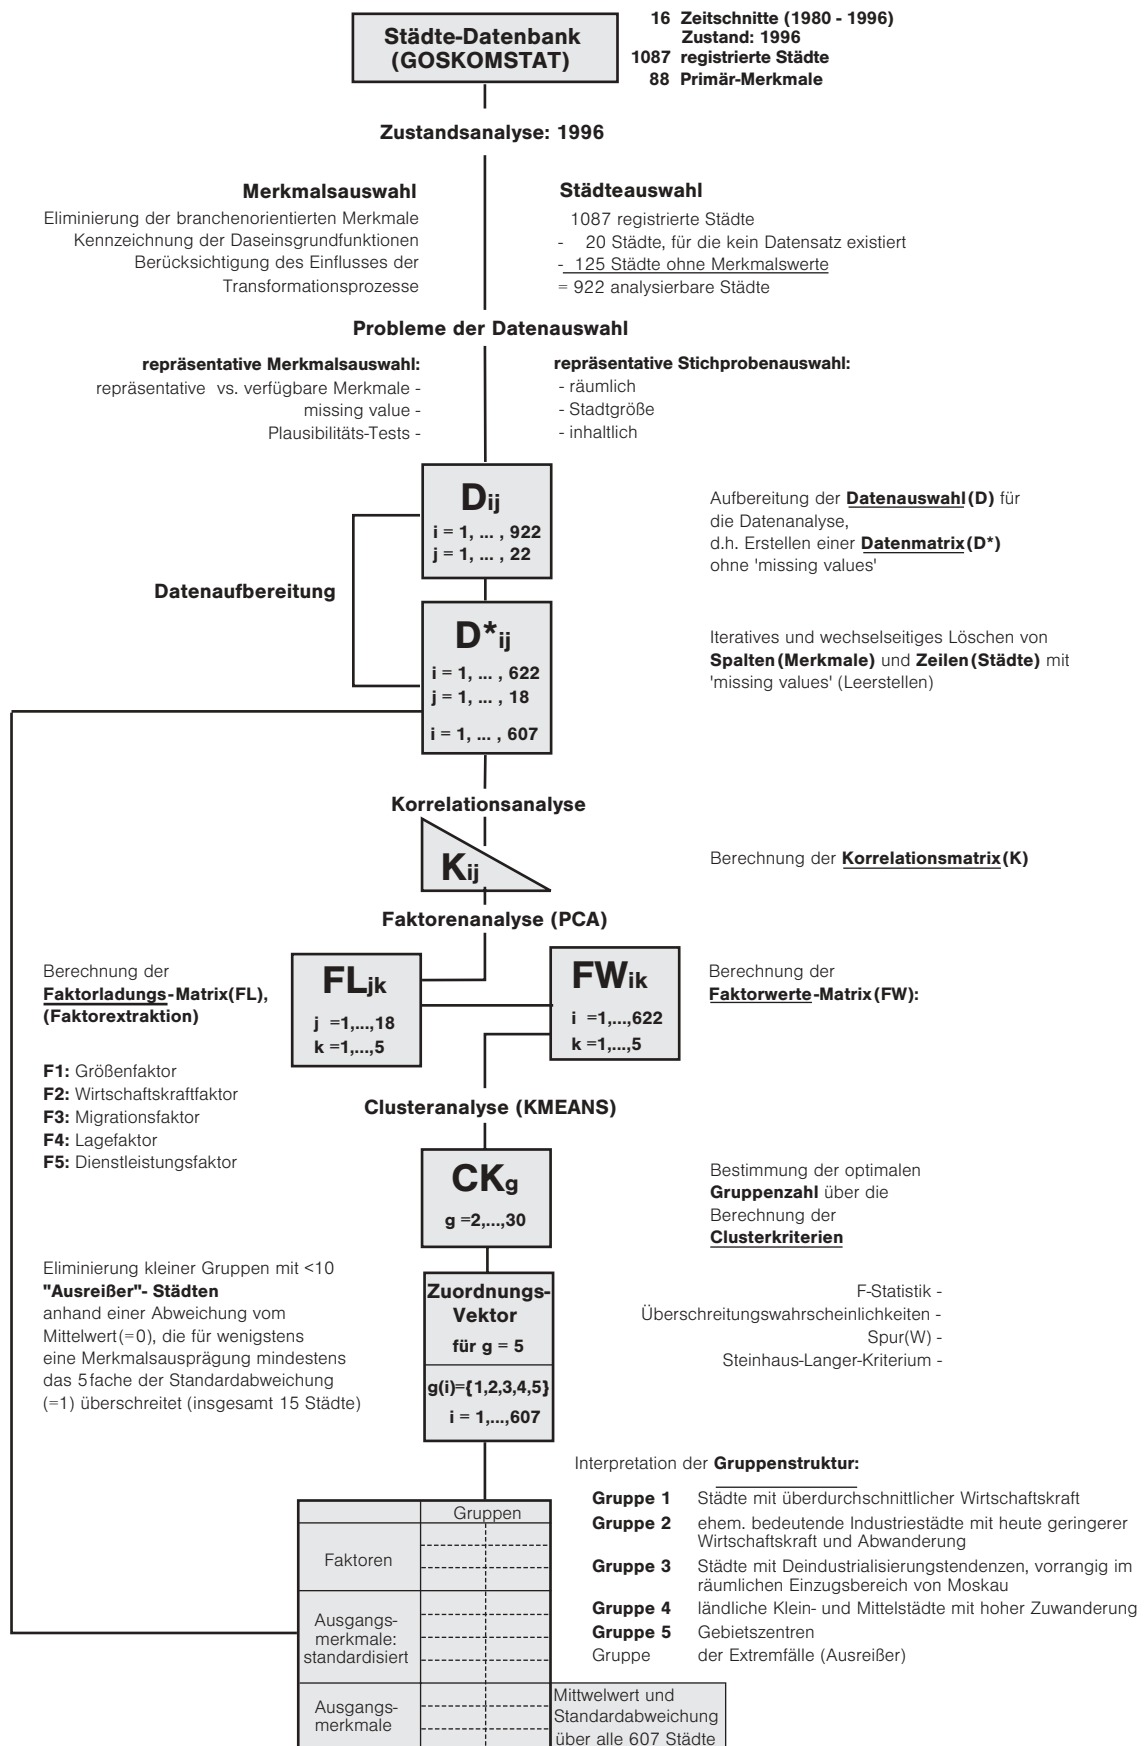 Städte-Datenbank
(GOSKOMSTAT)
16 Zeitschnitte (1980 - 1996)
Zustand: 1996
1087 registrierte Städte
88 Primär-Merkmale
Zustandsanalyse: 1996
Merkmalsauswahl
Eliminierung der branchenorientierten Merkmale
Kennzeichnung der Daseinsgrundfunktionen
Berücksichtigung des Einflusses der
Transformationsprozesse
Städteauswahl
1087 registrierte Städte
- 20 Städte, für die kein Datensatz existiert
- 125 Städte ohne Merkmalswerte
= 922 analysierbare Städte
Probleme der Datenauswahl
repräsentative Merkmalsauswahl:
repräsentative vs. verfügbare Merkmale -
missing value -
Plausibilitäts-Tests -
repräsentative Stichprobenauswahl:
- räumlich
- Stadtgröße
- inhaltlich
Dij
i = 1, ... , 922
j = 1, ... , 22
Aufbereitung der Datenauswahl (D) für
die Datenanalyse,
d.h. Erstellen einer Datenmatrix (D*)
ohne 'missing values'
Datenaufbereitung
D*ij
i = 1, ... , 622
j = 1, ... , 18
i = 1, ... , 607
Iteratives und wechselseitiges Löschen von
Spalten (Merkmale) und Zeilen (Städte) mit
'missing values' (Leerstellen)
Korrelationsanalyse
Kij
Berechnung der Korrelationsmatrix (K)
Faktorenanalyse (PCA)
Berechnung der
Faktorladungs-Matrix(FL),
(Faktorextraktion)
FLjk
j =1,...,18
k =1,...,5
FWik
i =1,...,622
k =1,...,5
Berechnung der
Faktorwerte-Matrix (FW):
F1: Größenfaktor
F2: Wirtschaftskraftfaktor
F3: Migrationsfaktor
F4: Lagefaktor
F5: Dienstleistungsfaktor
Clusteranalyse (KMEANS)
CKg
g =2,...,30
Bestimmung der optimalen
Gruppenzahl über die
Berechnung der
Clusterkriterien
Eliminierung kleiner Gruppen mit <10
"Ausreißer"- Städten
anhand einer Abweichung vom
Mittelwert (=0), die für wenigstens
eine Merkmalsausprägung mindestens
das 5fache der Standardabweichung
(=1) überschreitet (insgesamt 15 Städte)
Zuordnungs-
Vektor
für g = 5
g(i)={1,2,3,4,5}
i = 1,...,607
F-Statistik -
Überschreitungswahrscheinlichkeiten -
Spur(W) -
Steinhaus-Langer-Kriterium -
Interpretation der Gruppenstruktur:
Gruppe 1 Städte mit überdurchschnittlicher Wirtschaftskraft
Gruppe 2 ehem. bedeutende Industriestädte mit heute geringerer
Wirtschaftskraft und Abwanderung
Gruppe 3 Städte mit Deindustrialisierungstendenzen, vorrangig im
räumlichen Einzugsbereich von Moskau
Gruppe 4 ländliche Klein- und Mittelstädte mit hoher Zuwanderung
Gruppe 5 Gebietszentren
Gruppe der Extremfälle (Ausreißer)
Gruppen
Faktoren
Ausgangs-
merkmale:
standardisiert
Ausgangs-
merkmale
Mittwelwert und
Standardabweichung
über alle 607 Städte